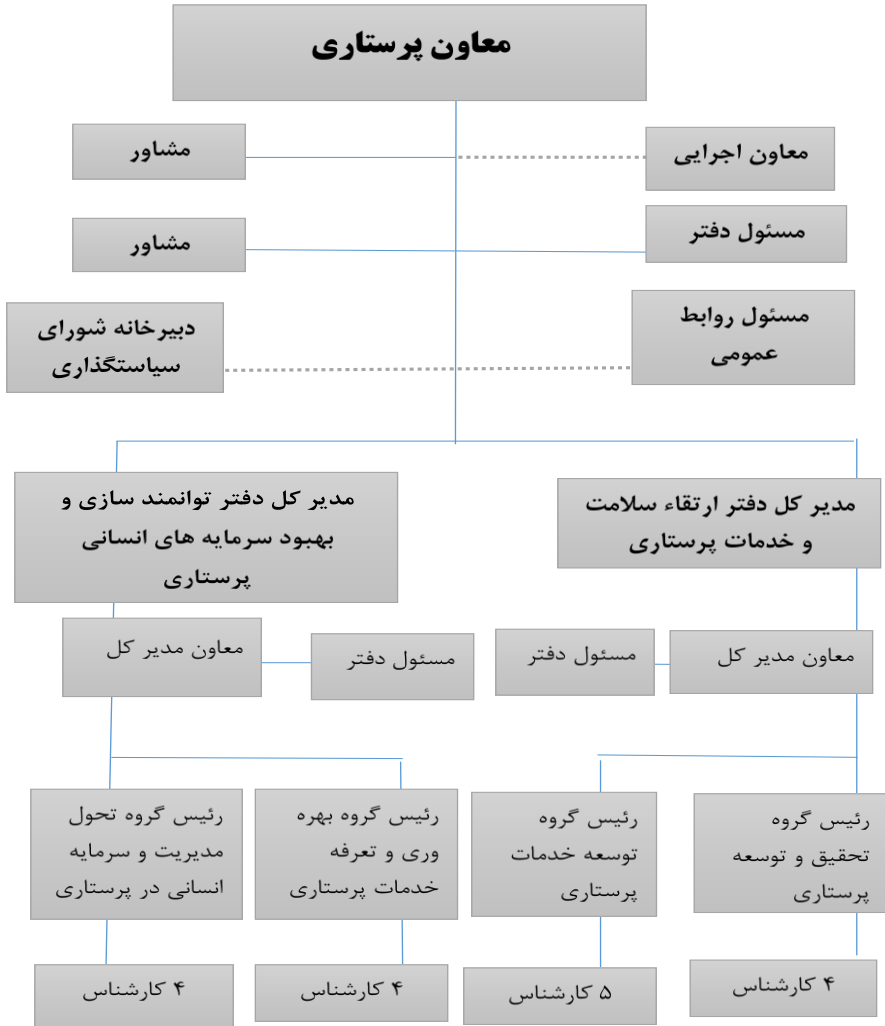 معاون پرستاری
معاون اجرایی
مشاور
مسئول دفتر
مشاور
مسئول روابط
عمومی
دبیرخانه شورای
سیاستگذاری
مدیر کل دفتر ارتقاء سلامت
و خدمات پرستاری
مدیر کل دفتر توانمند سازی و
بهبود سرمایه های انسانی
پرستاری
معاون مدیر کل
مسئول دفتر
مسئول دفتر
معاون مدیر کل
رئیس گروه
تحقیق و توسعه
پرستاری
رئیس گروه
توسعه خدمات
پرستاری
رئیس گروه بهره
وری و تعرفه
خدمات پرستاری
رئیس گروه تحول
مدیریت و سرمایه
انسانی در پرستاری
۴ کارشناس
۵ کارشناس
۴ کارشناس
۴ کارشناس